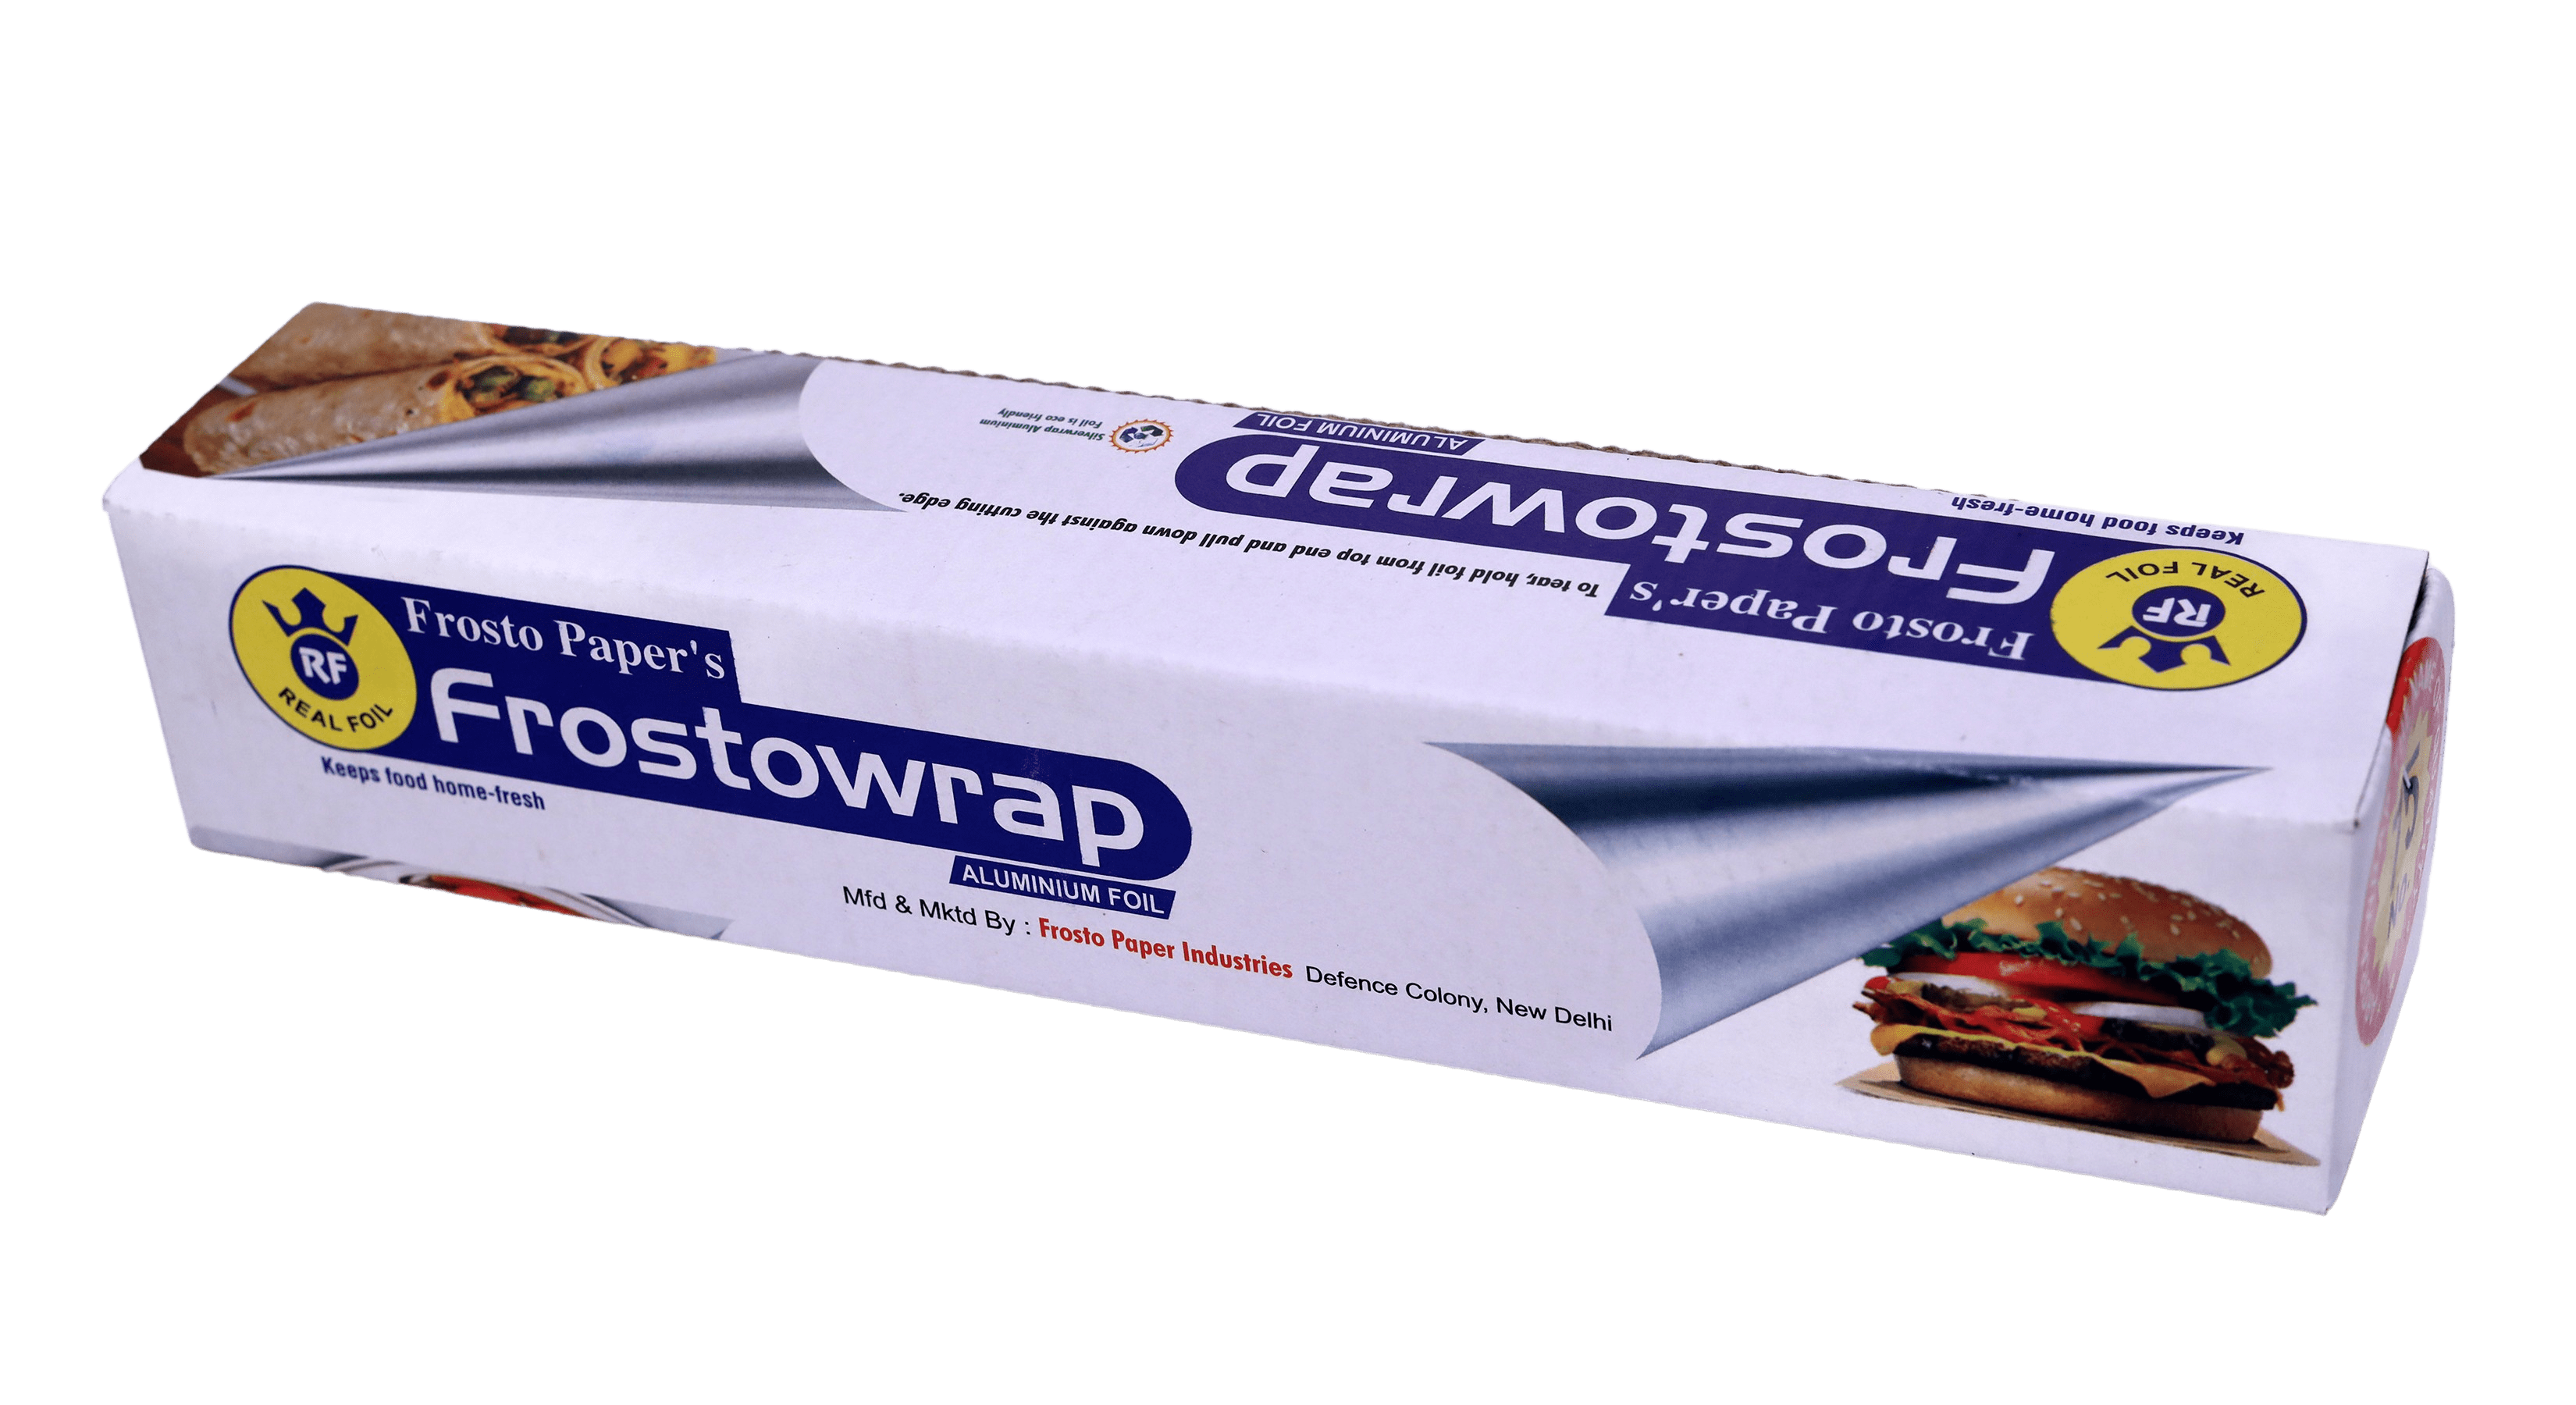 Frosto Paper's
Frostowrap
ALUMINIUM FOIL
RF
REAL FOIL
Keeps food home-fresh
Mfd & Mktd By : Frosto Paper Industries Defence Colony, New Delhi
Frosto Paper's
Frostowrap
ALUMINIUM FOIL
RF
REAL FOIL
Keeps food home-fresh
To tear, hold foil from top end and pull down against the cutting edge.
Silverwrap Aluminium
Foil is eco friendly
NO.